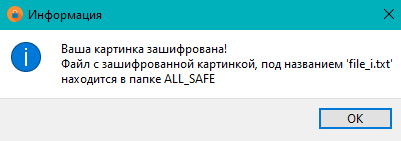 Информация
Ваша картинка зашифрована!
Файл с зашифрованной картинкой, под названием 'file_i.txt'
находится в папке ALL_SAFE
OK